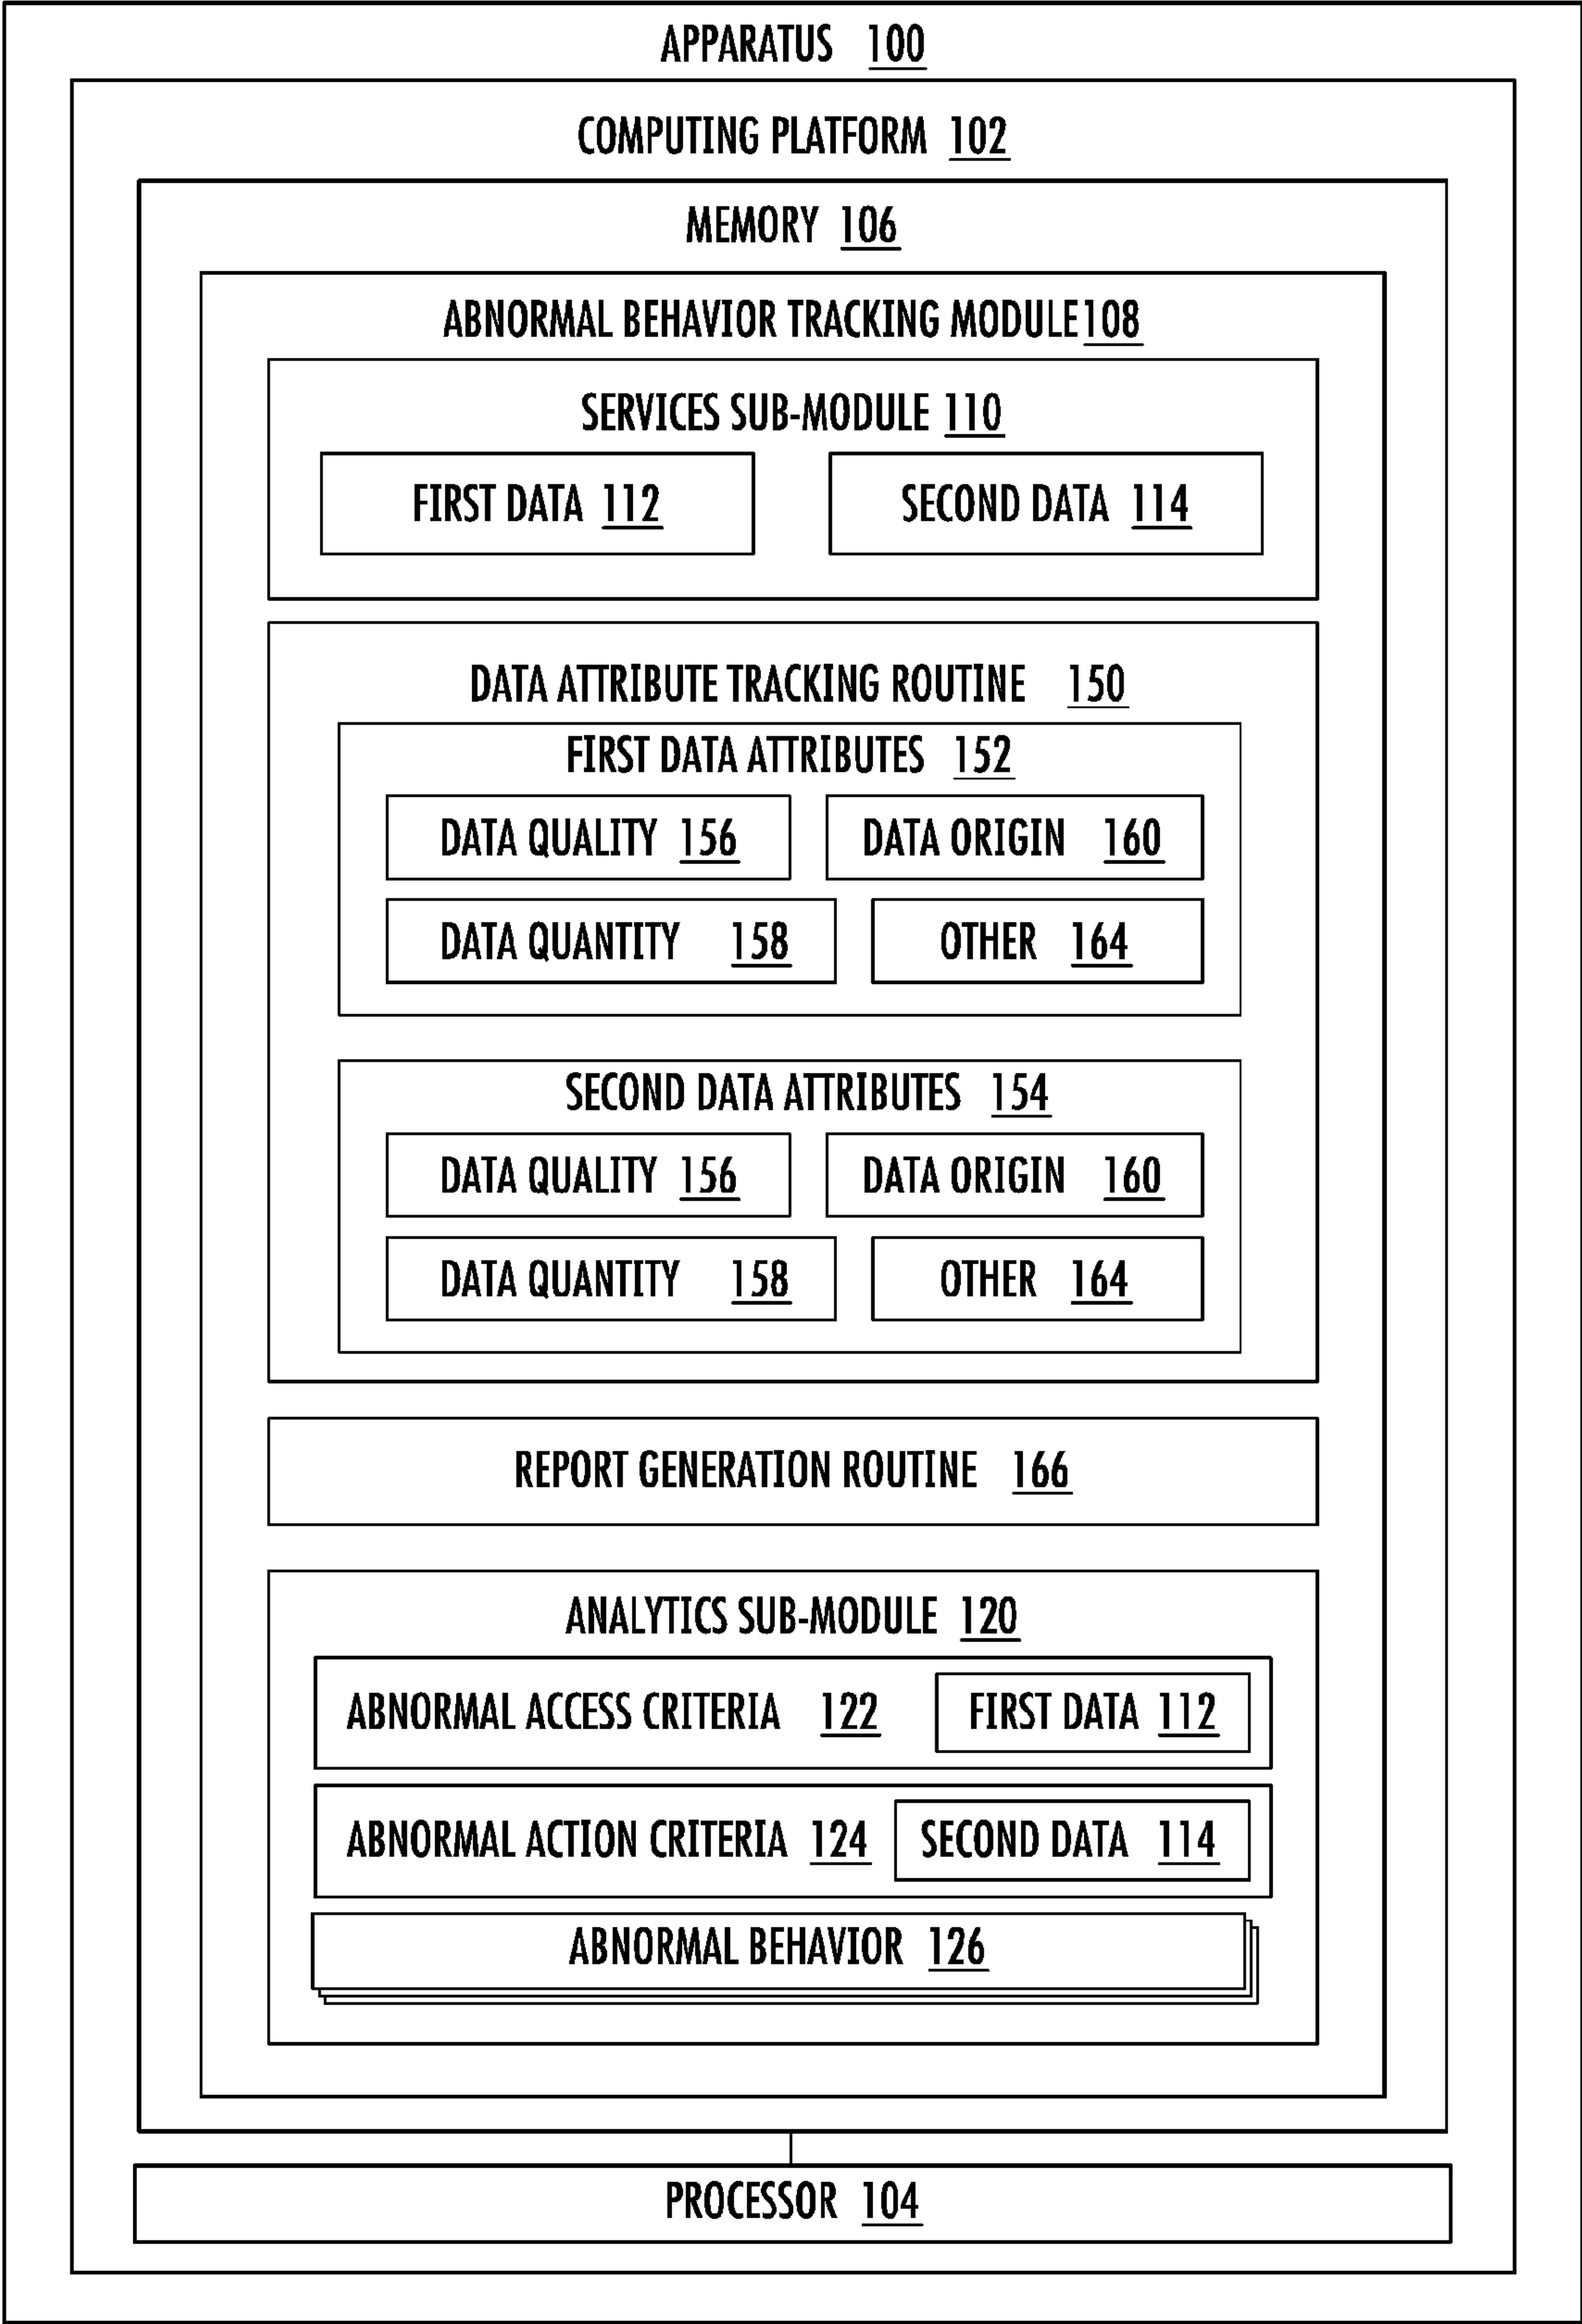 APPARATUS 100
COMPUTING PLATFORM 102
MEMORY 106
ABNORMAL BEHAVIOR TRACKING MODULE 108
SERVICES SUB-MODULE 110
FIRST DATA 112
SECOND DATA 114
DATA ATTRIBUTE TRACKING ROUTINE 150
FIRST DATA ATTRIBUTES 152
DATA QUALITY 156
DATA ORIGIN 160
DATA QUANTITY 158
OTHER 164
SECOND DATA ATTRIBUTES 154
DATA QUALITY 156
DATA ORIGIN 160
DATA QUANTITY 158
OTHER 164
REPORT GENERATION ROUTINE 166
ANALYTICS SUB-MODULE 120
ABNORMAL ACCESS CRITERIA 122
FIRST DATA 112
ABNORMAL ACTION CRITERIA 124
SECOND DATA 114
ABNORMAL BEHAVIOR 126
PROCESSOR 104